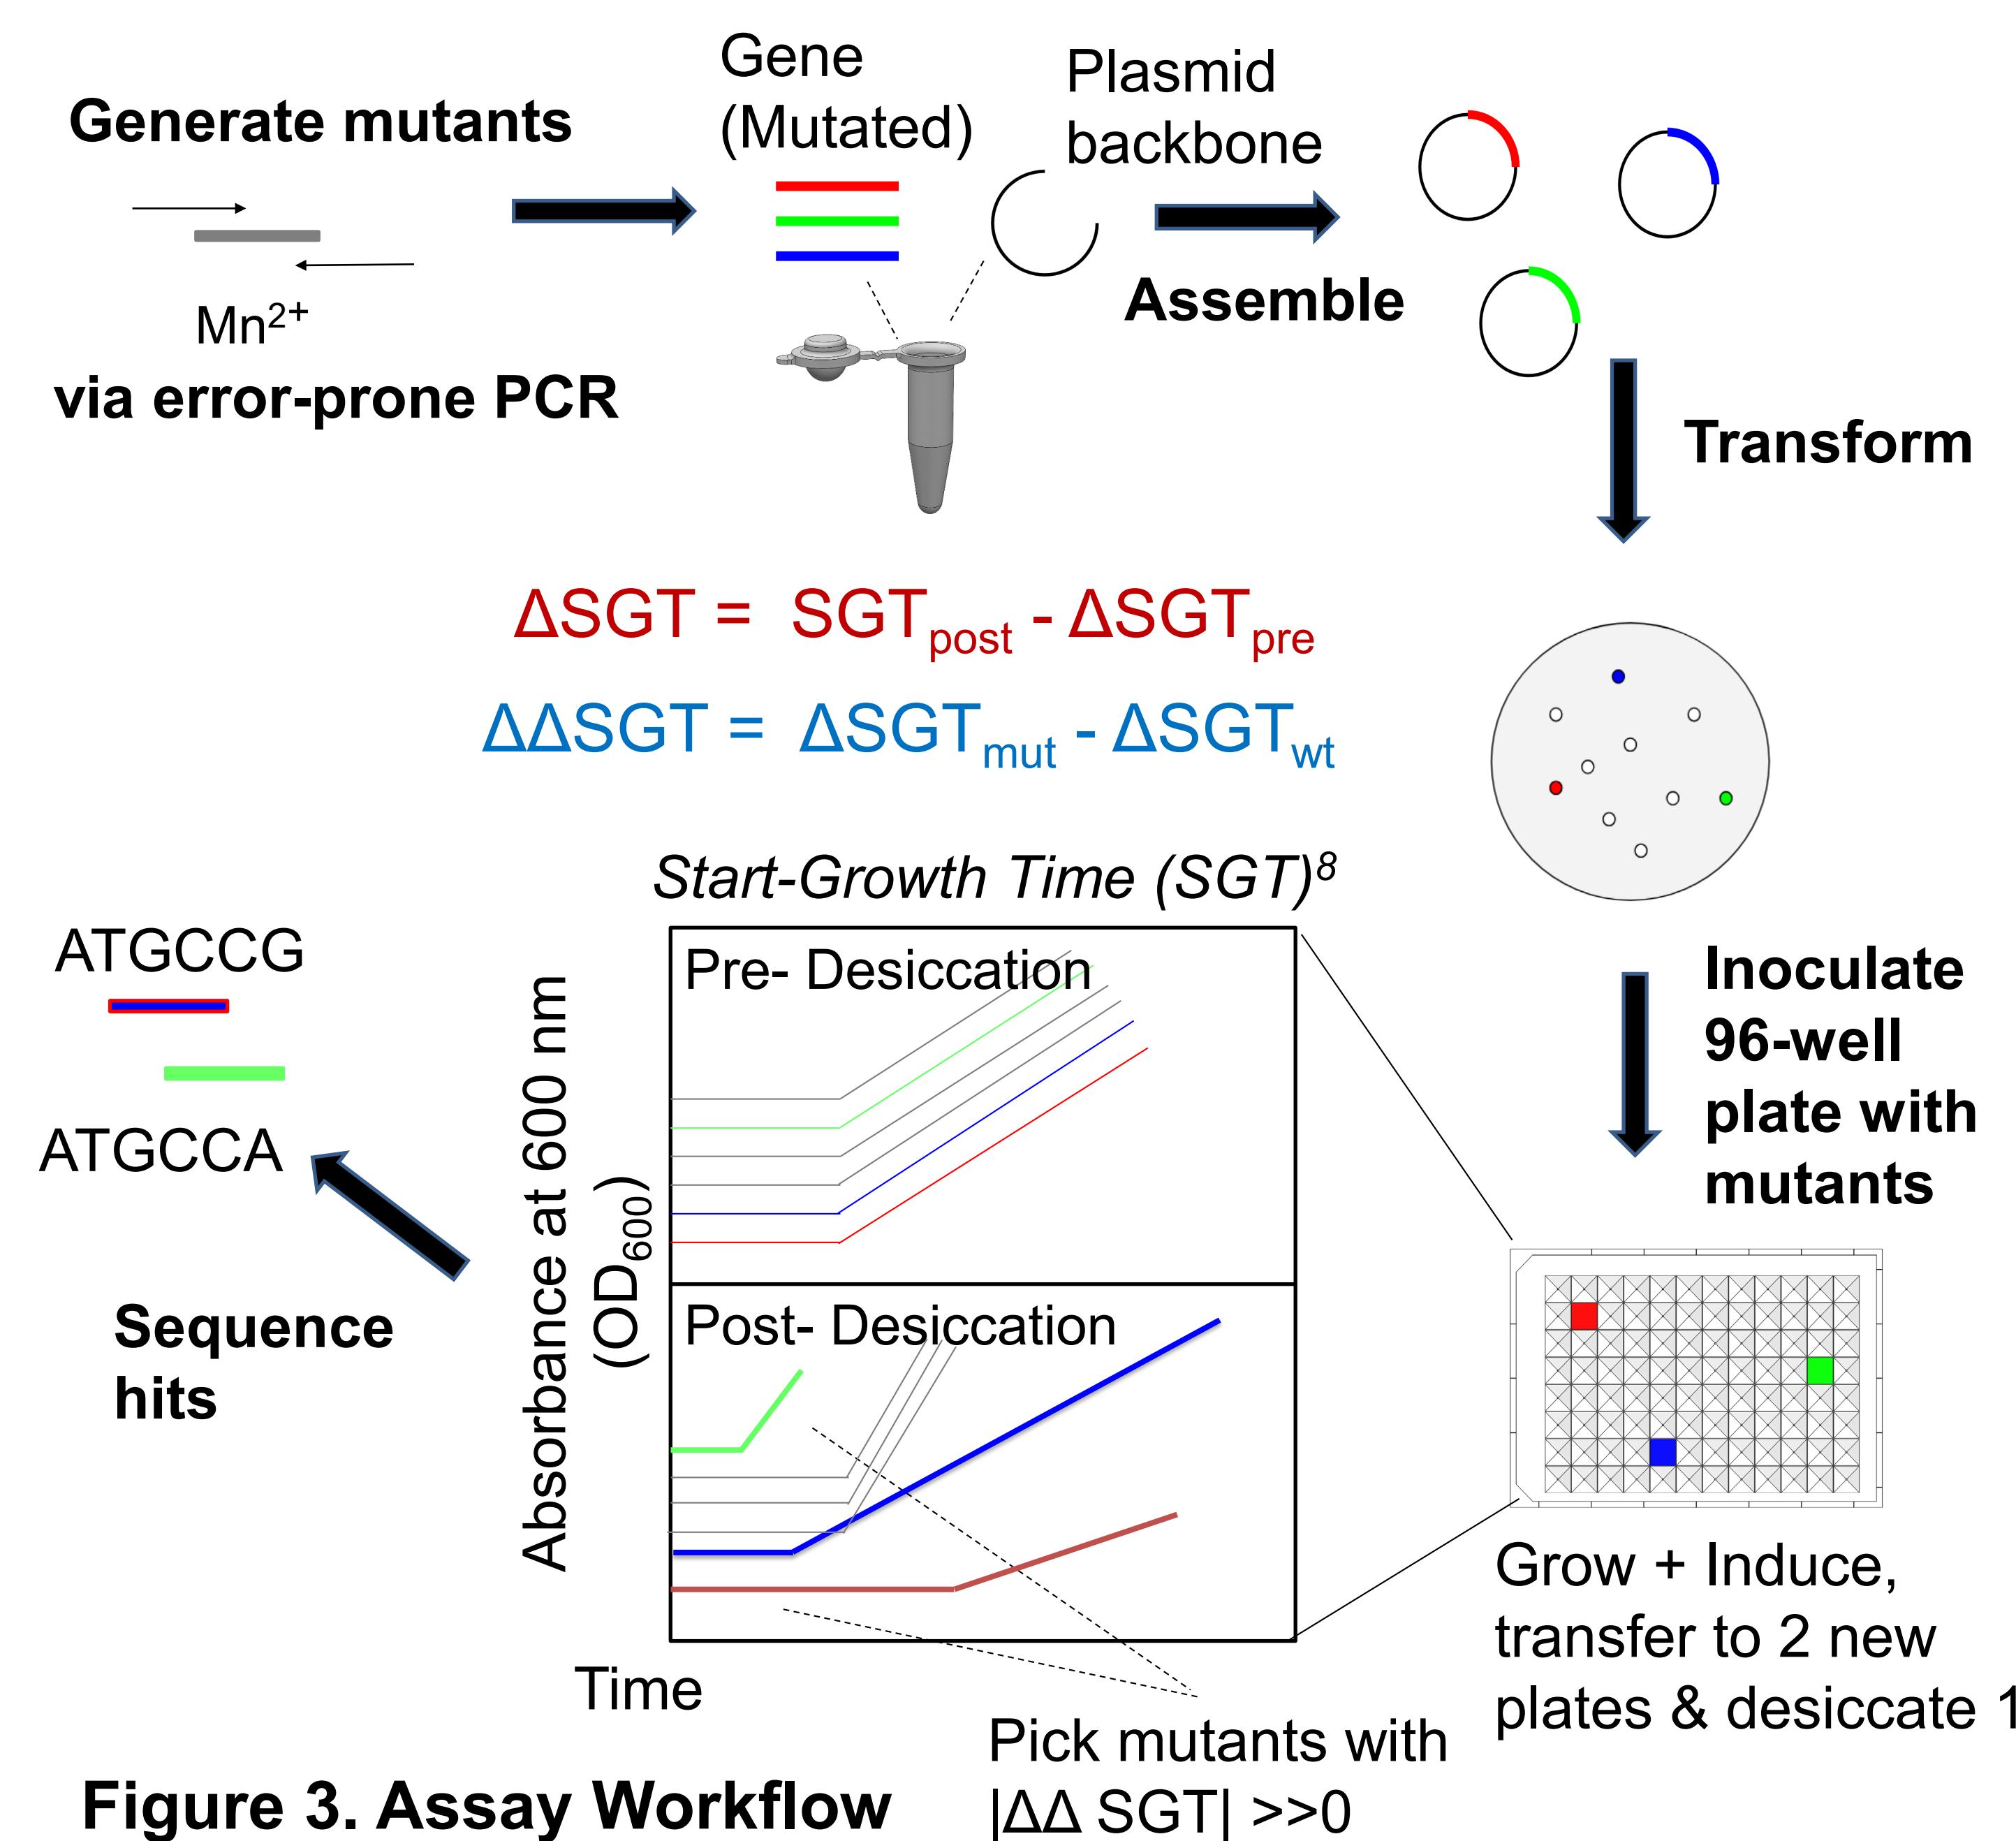 Generate mutants
Mn²⁺
via error-prone PCR
Gene
(Mutated)
Plasmid
backbone
Assemble
Transform
ΔSGT = SGTpost - ΔSGTpre
ΔΔSGT = ΔSGTmut - ΔSGTwt
Inoculate
96-well
plate with
mutants
Start-Growth Time (SGT)⁸
Pre- Desiccation
Post- Desiccation
Absorbance at 600 nm
(OD₆₀₀)
Time
Grow + Induce,
transfer to 2 new
plates & desiccate 1
Pick mutants with
|ΔΔ SGT| >>0
Sequence
hits
ATGCCG
ATGCCA
Figure 3. Assay Workflow